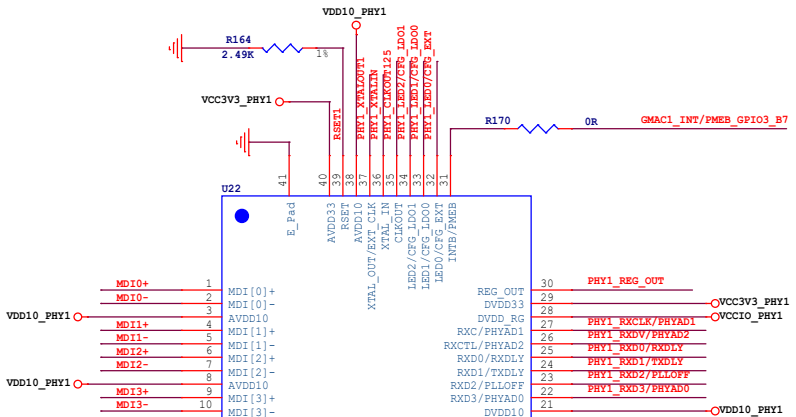 VDD10_PHY1
R164
2.49K
1%
VCC3V3_PHY1
RSET1
PHY1_XTALOUT1
PHY1_XTALIN
PHY1_CLKOUT125
PHY1_LED2/CFG_LDO1
PHY1_LED1/CFG_LDO0
PHY1_LED0/CFG_EXT
R170
0R
GMAC1_INT/PMEB_GPIO3_B7
41
40
39
38
37
36
35
34
33
32
31
U22
E_Pad
AVDD33
RSET
AVDD10
XTAL_OUT/EXT_CLK
XTAL_IN
CLKOUT
LED2/CFG_LDO1
LED1/CFG_LDO0
LED0/CFG_EXT
INTB/PMEB
MDI0+ 1 MDI[0]+
MDI0- 2 MDI[0]-
VDD10_PHY1 3 AVDD10
MDI1+ 4 MDI[1]+
MDI1- 5 MDI[1]-
MDI2+ 6 MDI[2]+
MDI2- 7 MDI[2]-
VDD10_PHY1 8 AVDD10
MDI3+ 9 MDI[3]+
MDI3- 10 MDI[3]-
REG_OUT 30 PHY1_REG_OUT
DVDD33 29 VCC3V3_PHY1
DVDD_RG 28 VCCIO_PHY1
RXC/PHYAD1 27 PHY1_RXCLK/PHYAD1
RXCTL/PHYAD2 26 PHY1_RXDV/PHYAD2
RXD0/RXDLY 25 PHY1_RXD0/RXDLY
RXD1/TXDLY 24 PHY1_RXD1/TXDLY
RXD2/PLLOFF 23 PHY1_RXD2/PLLOFF
RXD3/PHYAD0 22 PHY1_RXD3/PHYAD0
DVDD10 21 VDD10_PHY1